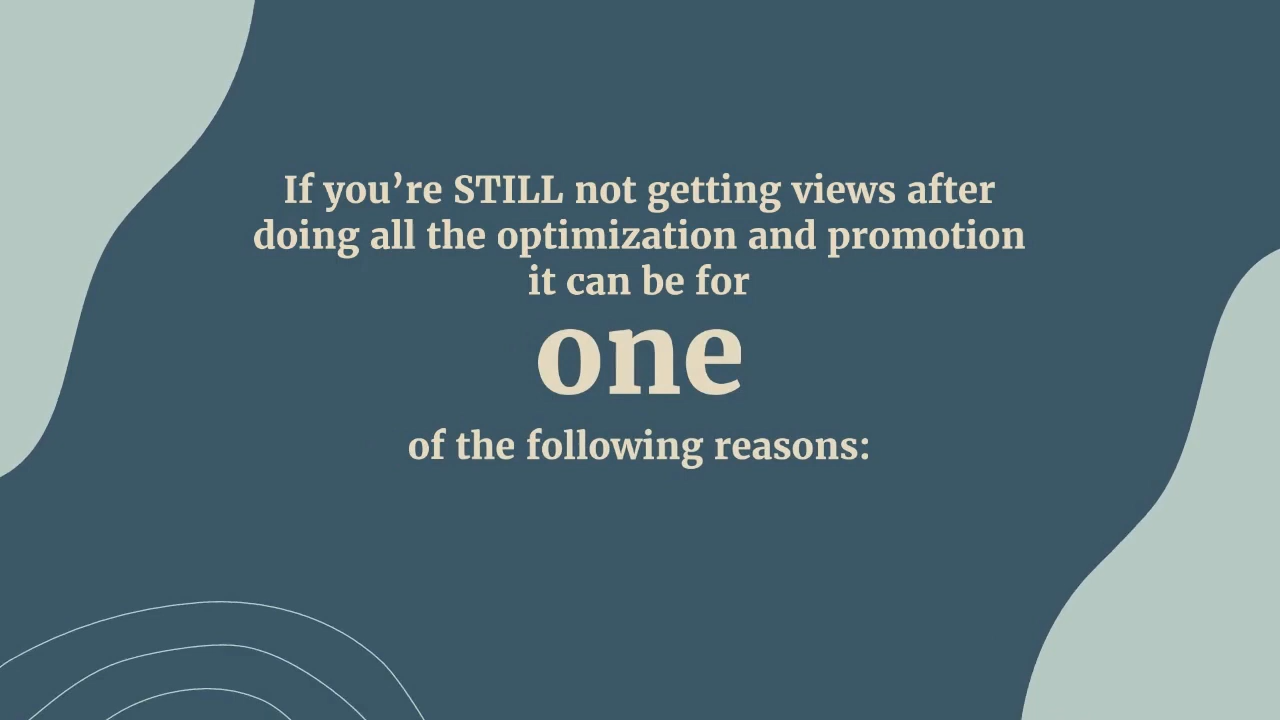 If you’re STILL not getting views after
doing all the optimization and promotion
it can be for
one
of the following reasons: